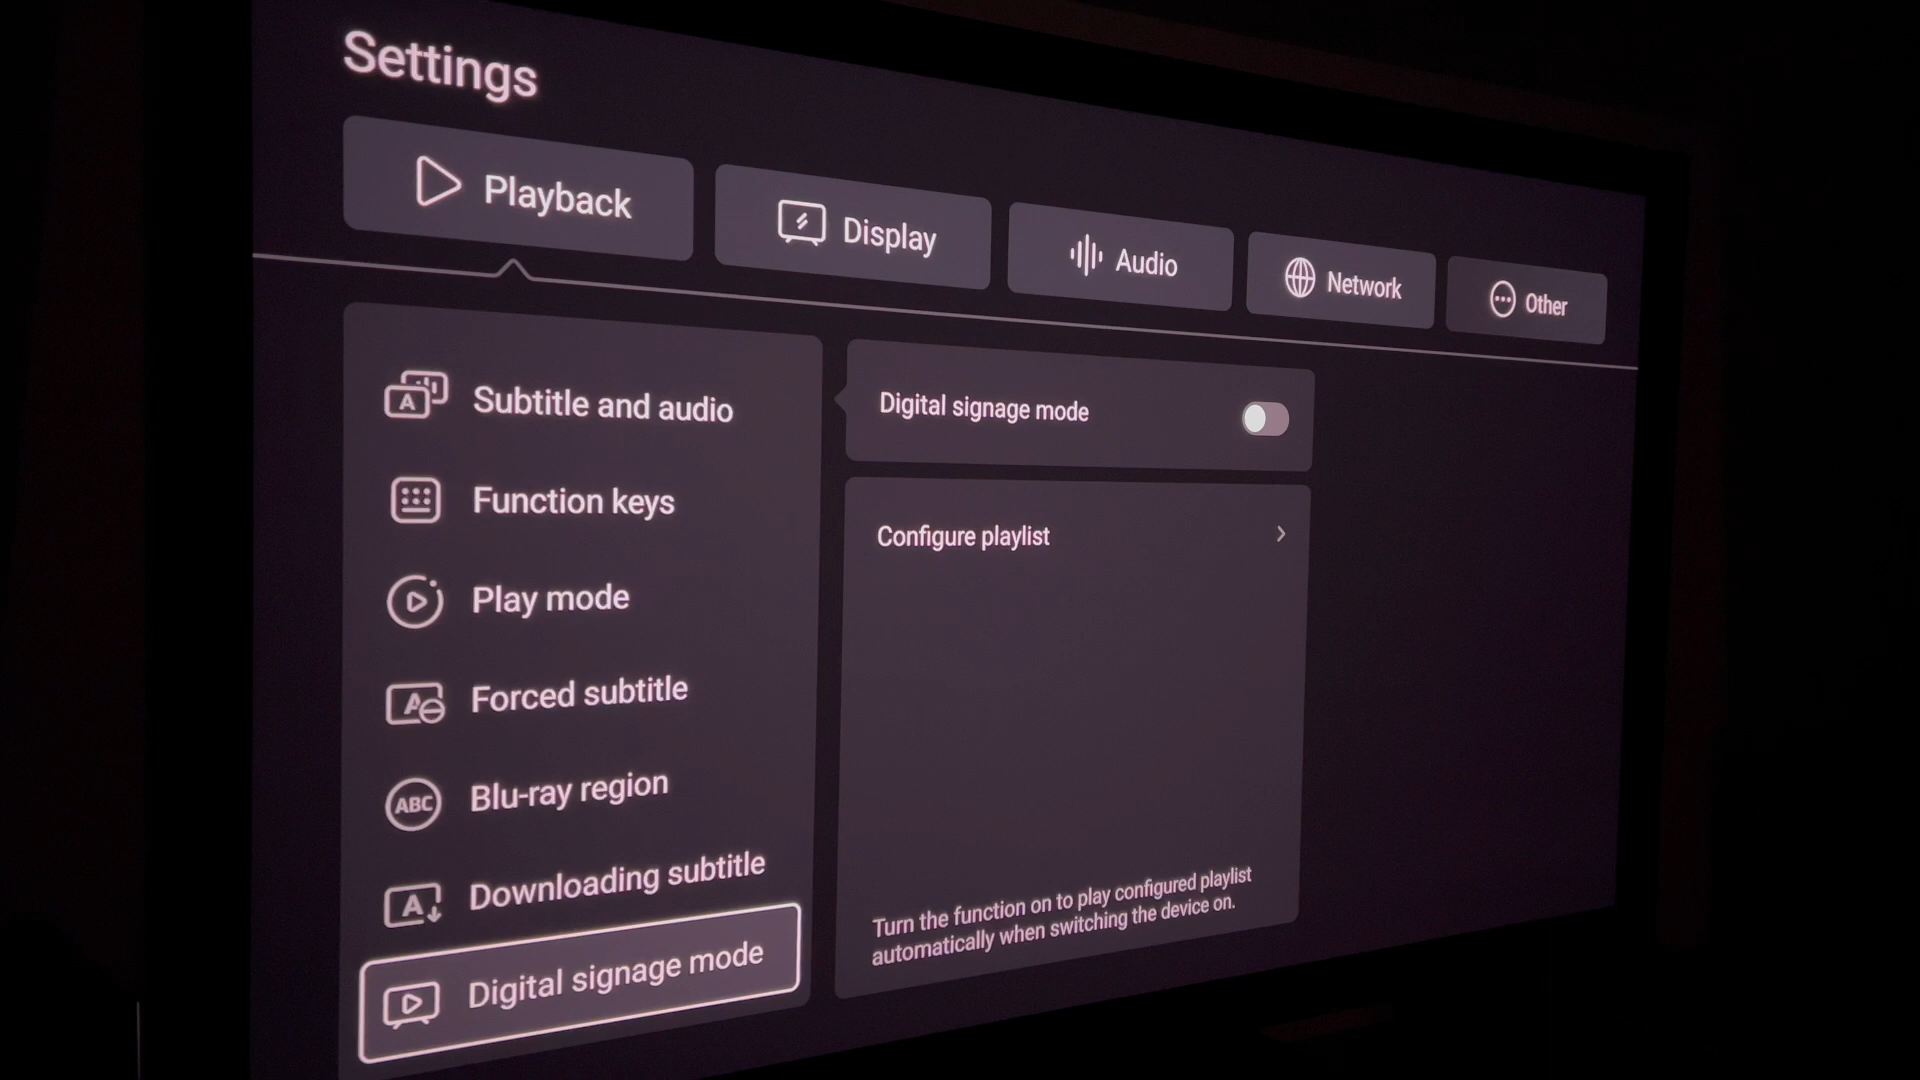 Settings
Playback
Display
Audio
Network
Other
A
Subtitle and audio
Function keys
Play mode
A
Forced subtitle
ABC
Blu-ray region
A
Downloading subtitle
Digital signage mode
Digital signage mode
Configure playlist
Turn the function on to play configured playlist
automatically when switching the device on.